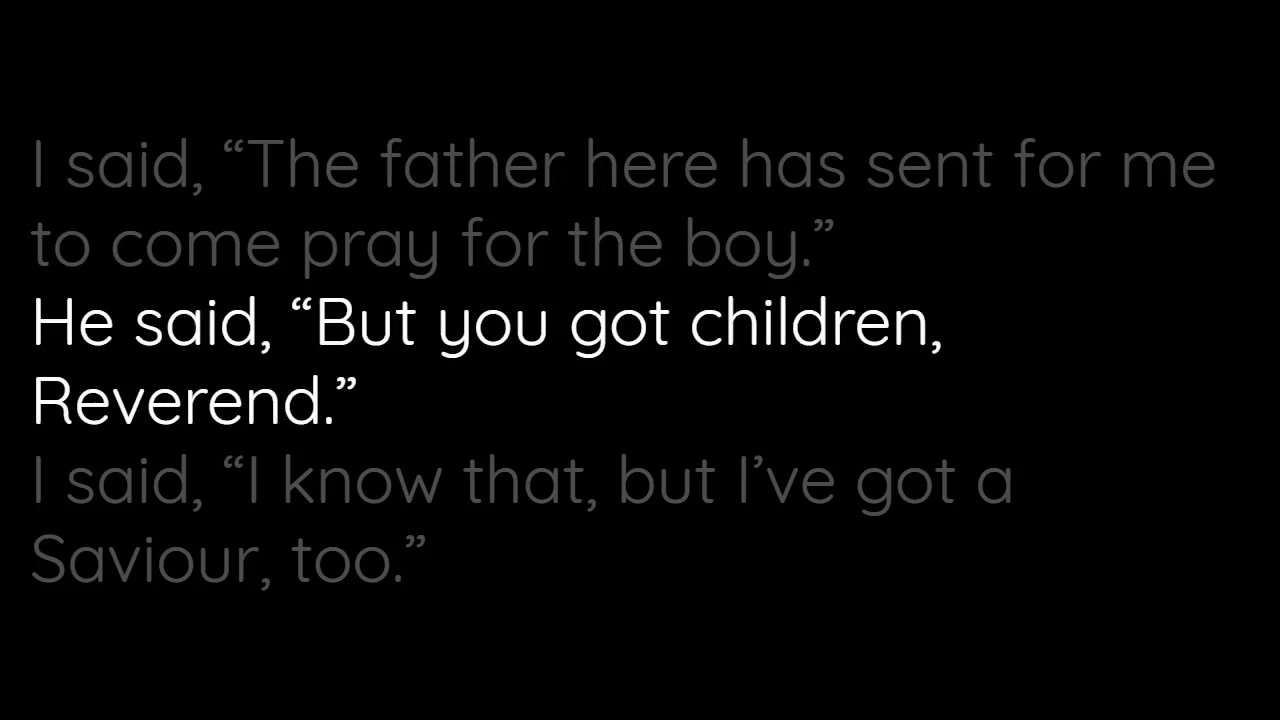 I said, “The father here has sent for me
to come pray for the boy.”
He said, “But you got children,
Reverend.”
I said, “I know that, but I’ve got a
Saviour, too.”